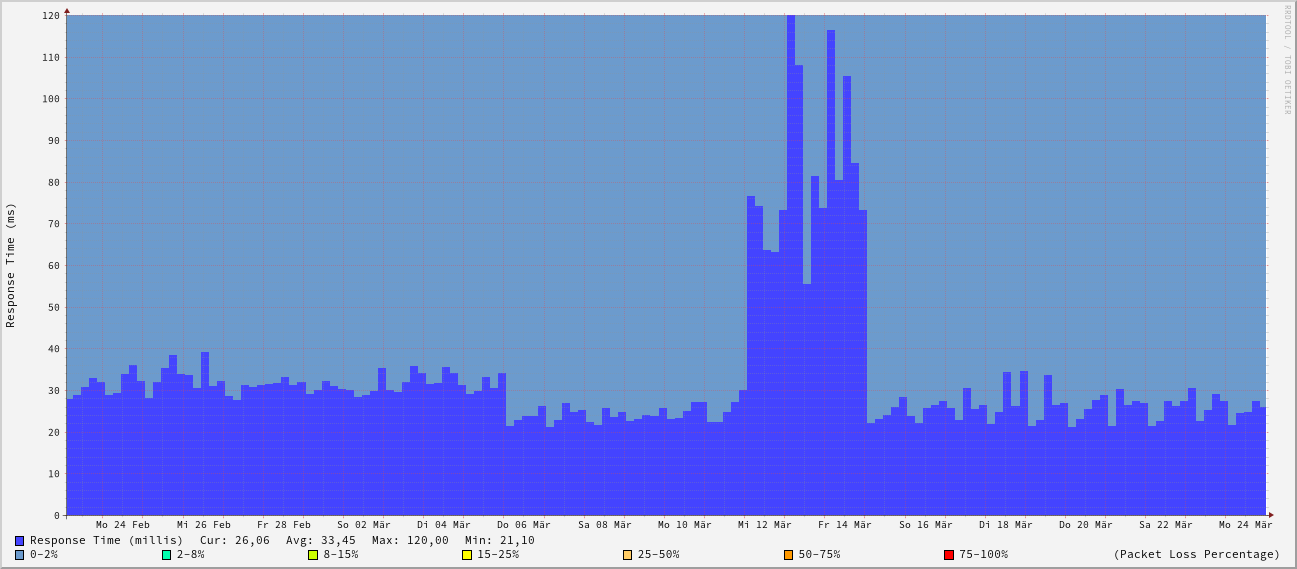 120
110
100
90
80
70
60
50
40
30
20
10
0
Response Time (ms)
RRDTOOL / TOBI OETIKER
Mo 24 Feb Mi 26 Feb Fr 28 Feb So 02 Mär Di 04 Mär Do 06 Mär Sa 08 Mär Mo 10 Mär Mi 12 Mär Fr 14 Mär So 16 Mär Di 18 Mär Do 20 Mär Sa 22 Mär Mo 24 Mär
Response Time (millis) Cur: 26,06 Avg: 33,45 Max: 120,00 Min: 21,10
0-2% 2-8% 8-15% 15-25% 25-50% 50-75% 75-100% (Packet Loss Percentage)